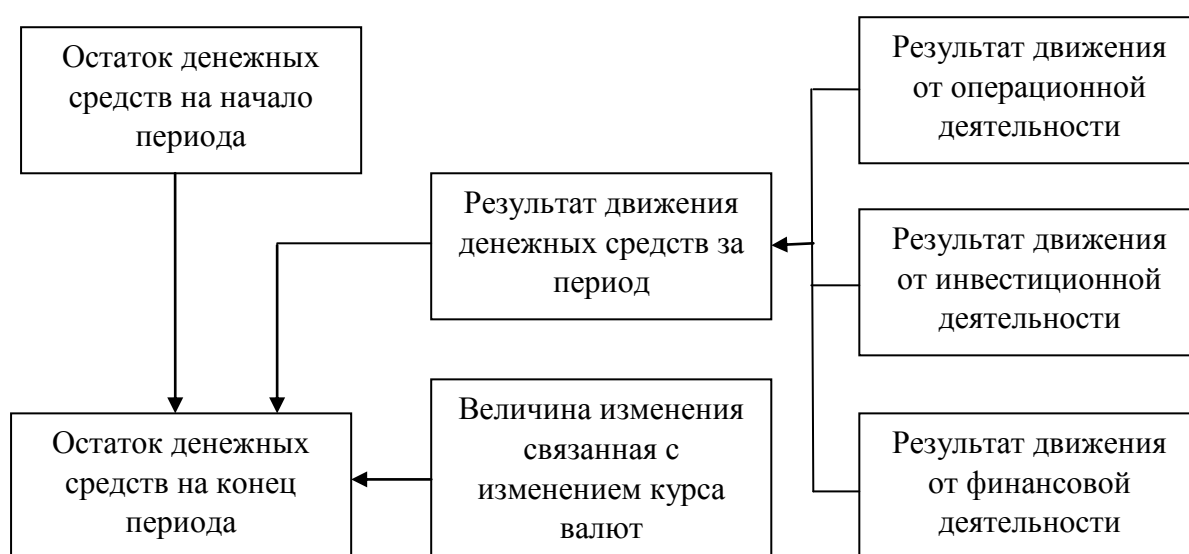 Остаток денежных
средств на начало
периода
Результат движения
от операционной
деятельности
Результат движения
денежных средств за
период
Результат движения
от инвестиционной
деятельности
Остаток денежных
средств на конец
периода
Величина изменения
связанная с
изменением курса
валют
Результат движения
от финансовой
деятельности